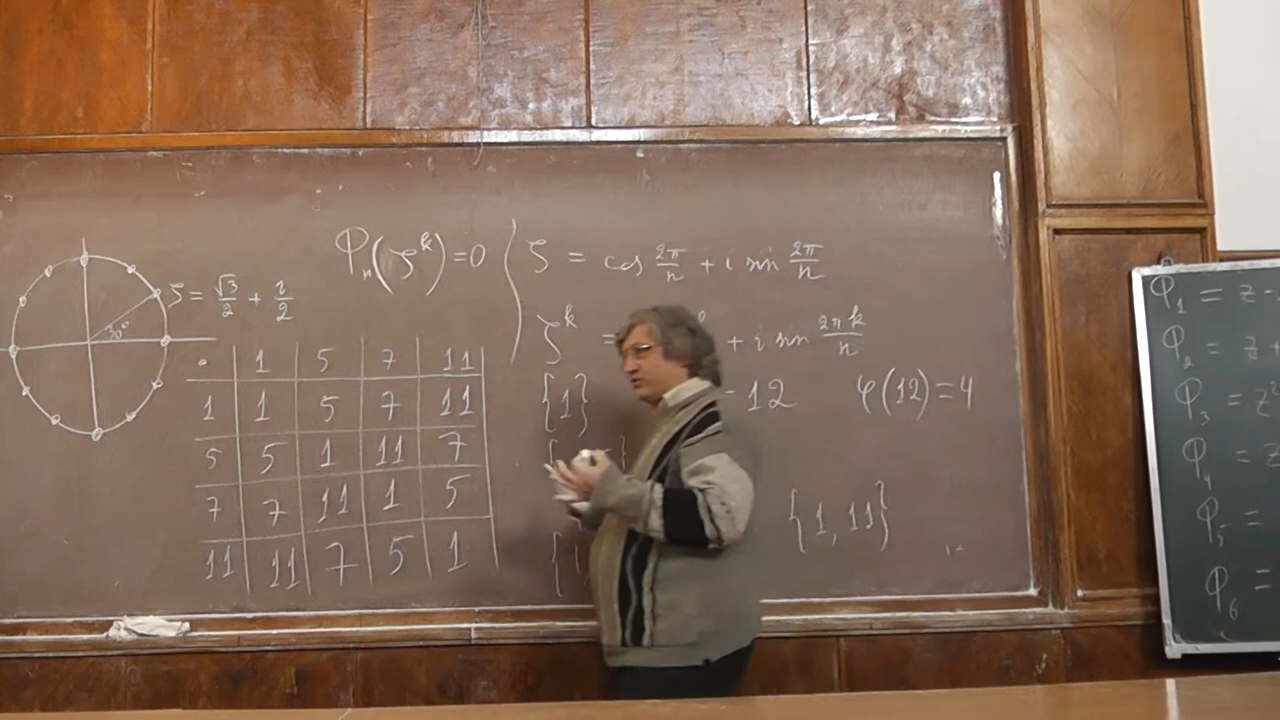 Φₙ(ζᵏ)=0
ζ = cos 2π/n + i sin 2π/n
ζ = √3/2 + i/2
30°
ζᵏ = + i sin 2πk/n
· 1 5 7 11
1 1 5 7 11
5 5 1 11 7
7 7 11 1 5
11 11 7 5 1
{1}
12 φ(12)=4
{1, 11}
Φ₁ = z
Φ₂ = z +
Φ₃ = z²
Φ₄ = z
Φ₅ =
Φ₆ =